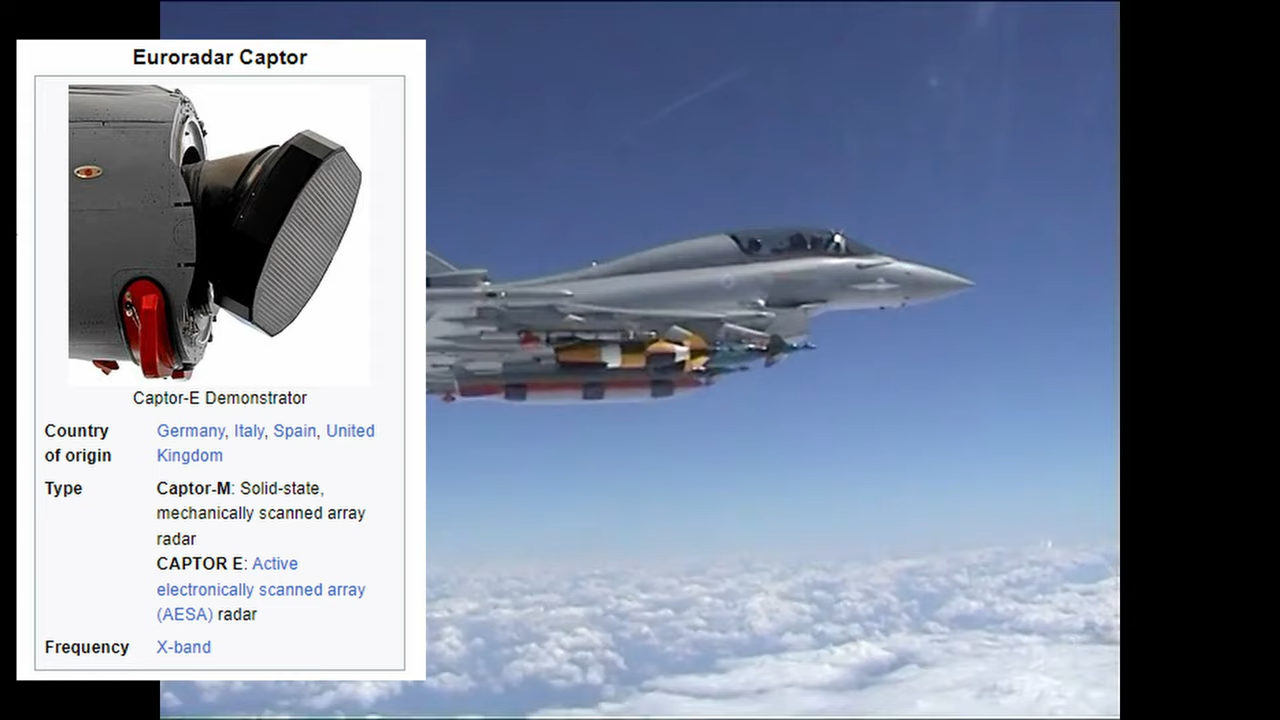 Euroradar Captor
Captor-E Demonstrator
Country of origin
Germany, Italy, Spain, United
Kingdom
Type
Captor-M: Solid-state,
mechanically scanned array
radar
CAPTOR E: Active
electronically scanned array
(AESA) radar
Frequency
X-band